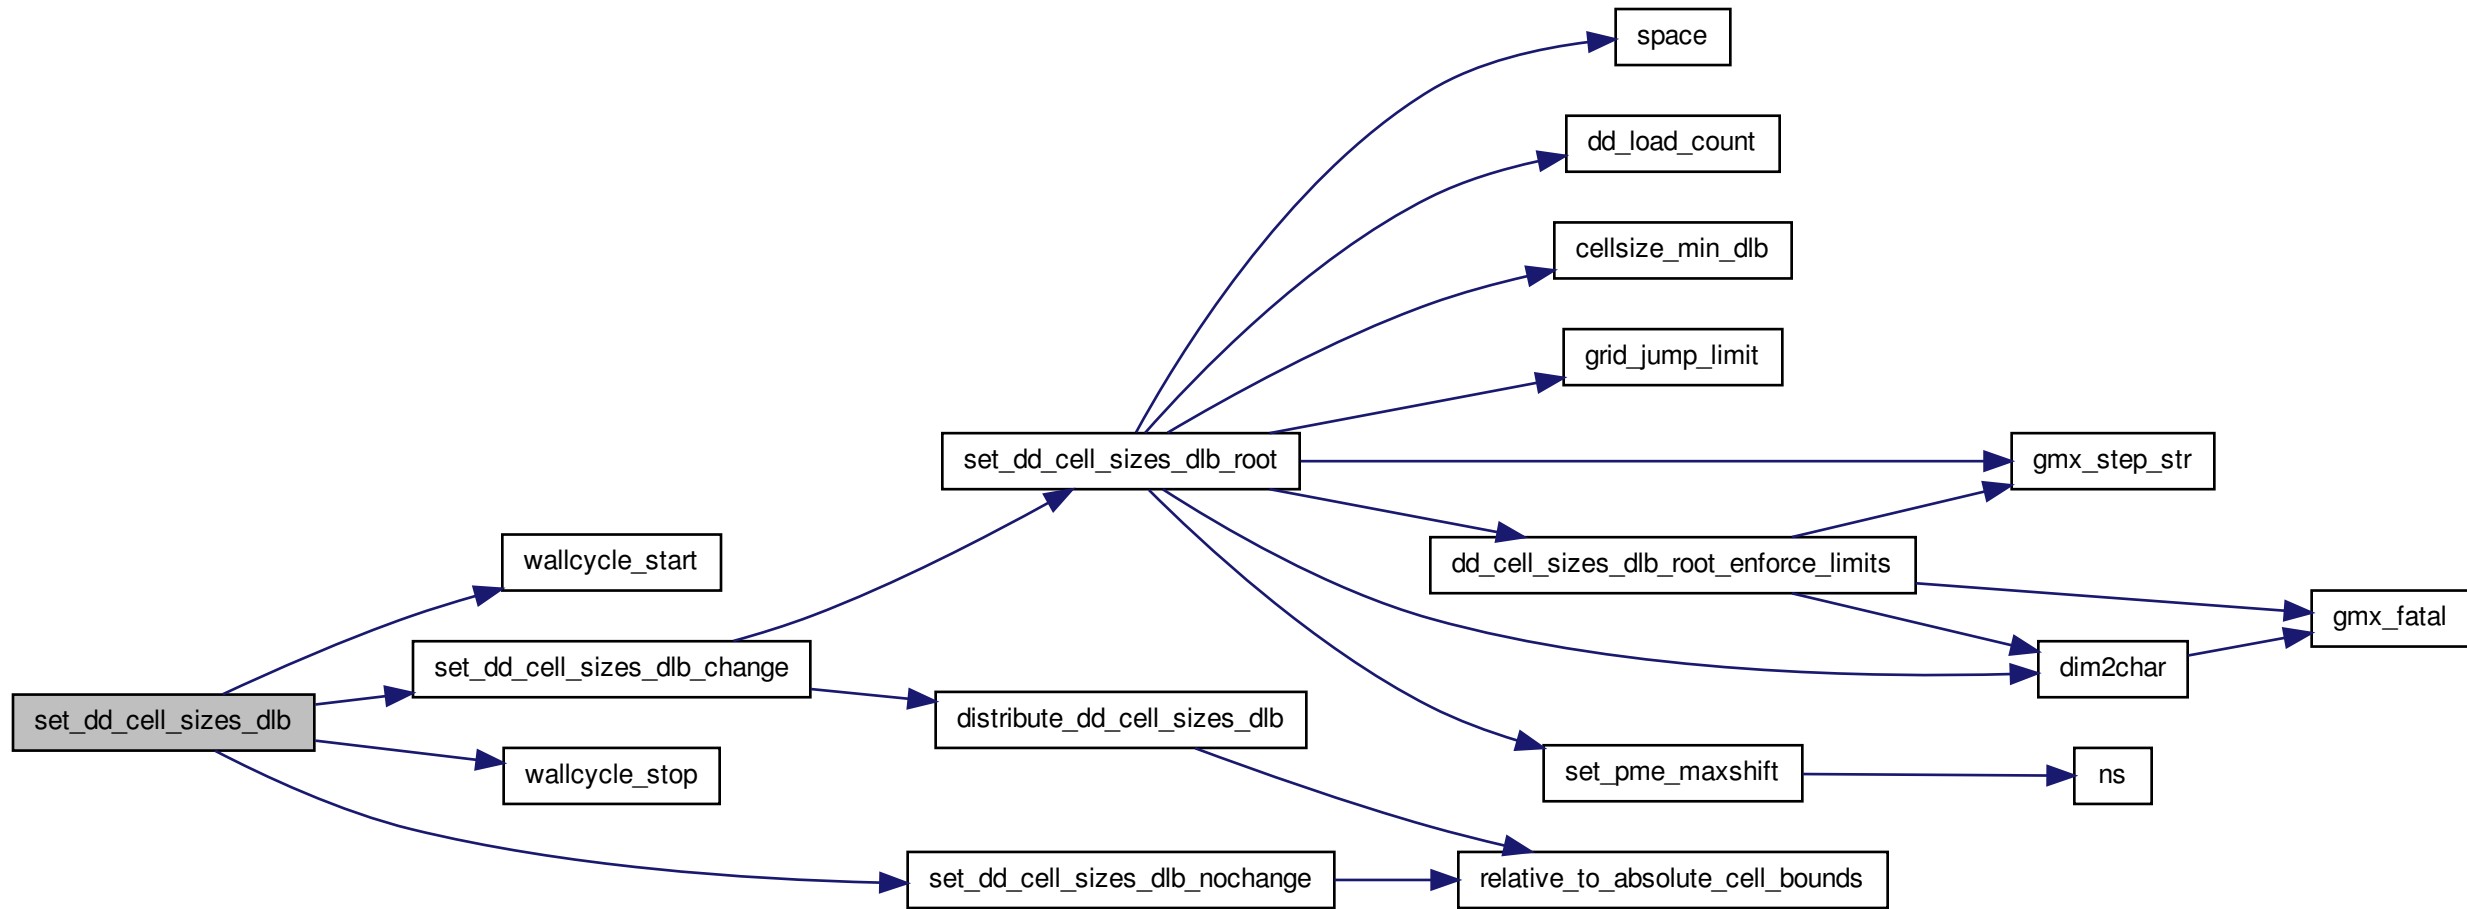 space
dd_load_count
cellsize_min_dlb
grid_jump_limit
set_dd_cell_sizes_dlb_root
gmx_step_str
wallcycle_start
dd_cell_sizes_dlb_root_enforce_limits
gmx_fatal
set_dd_cell_sizes_dlb_change
dim2char
set_dd_cell_sizes_dlb
distribute_dd_cell_sizes_dlb
wallcycle_stop
set_pme_maxshift
ns
set_dd_cell_sizes_dlb_nochange
relative_to_absolute_cell_bounds